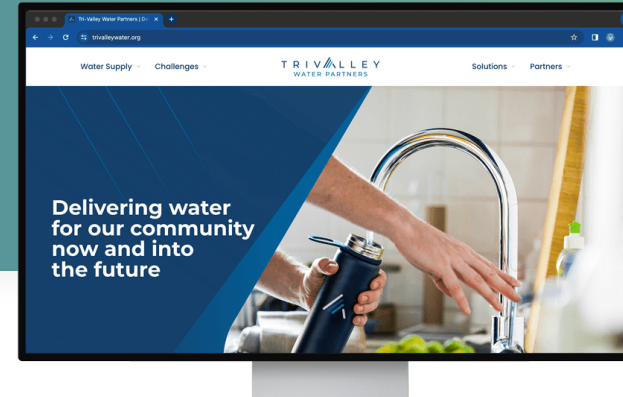 Tri-Valley Water Partners | De
trivalleywater.org
Water Supply
Challenges
TRIVALLEY
WATER PARTNERS
Solutions
Partners
Delivering water
for our community
now and into
the future